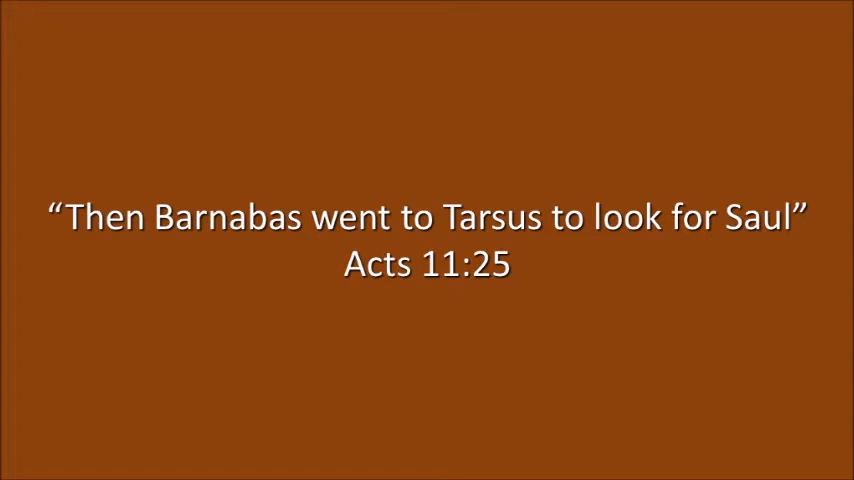 “Then Barnabas went to Tarsus to look for Saul”
Acts 11:25